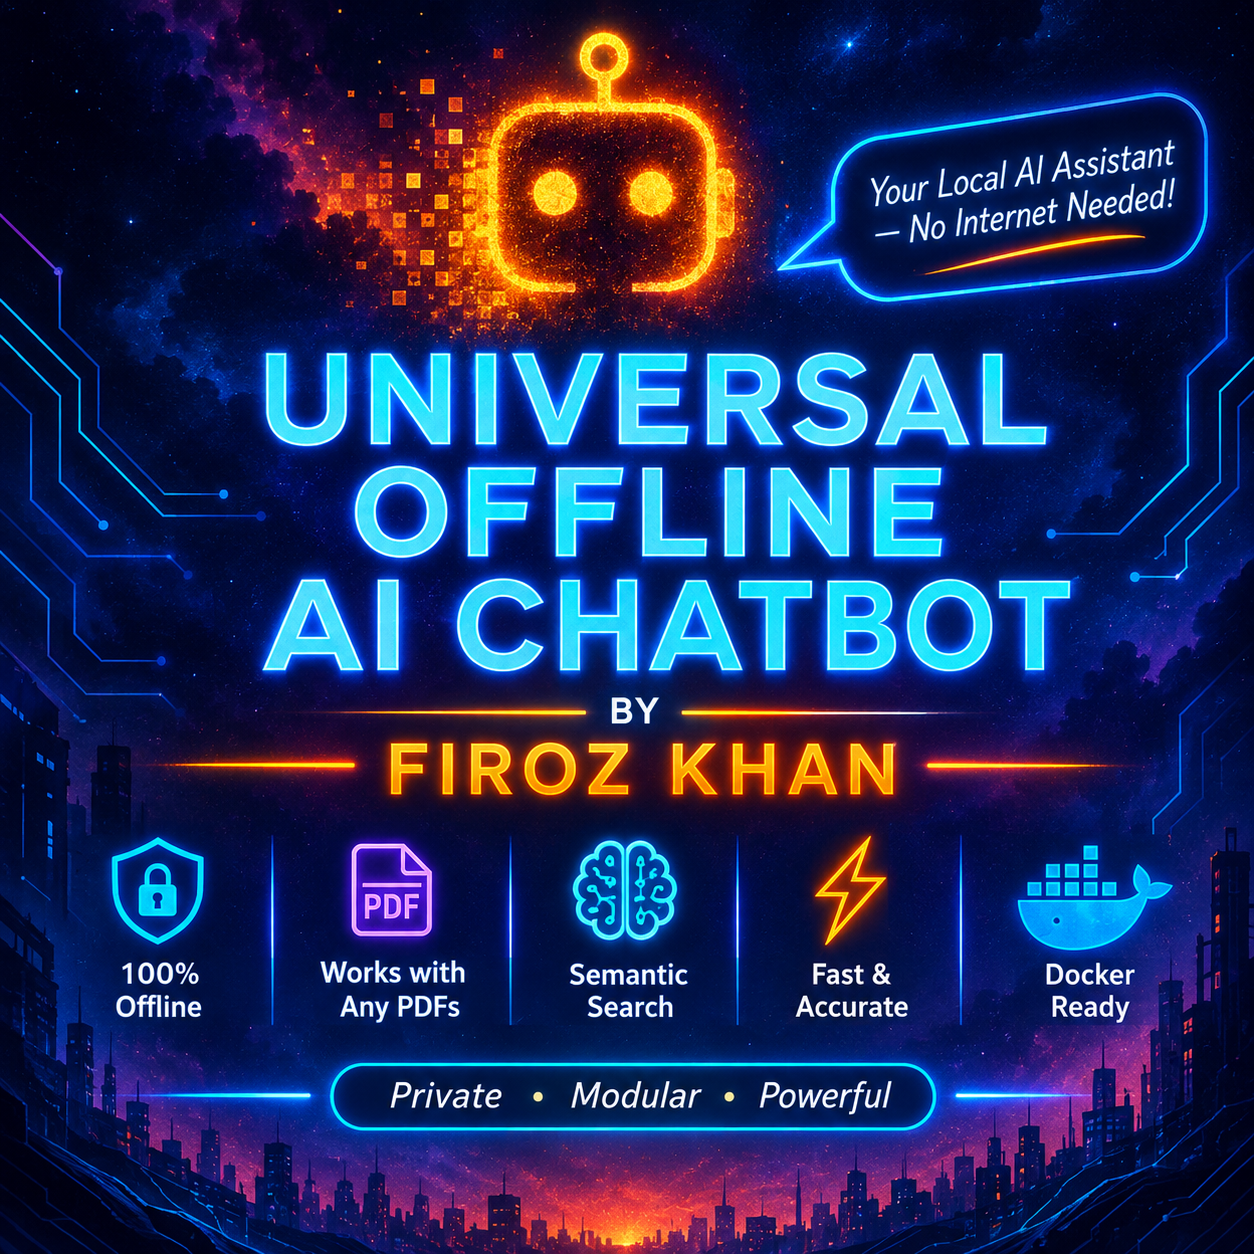 Your Local AI Assistant
— No Internet Needed!
UNIVERSAL
OFFLINE
AI CHATBOT
BY
FIROZ KHAN
100%
Offline
PDF
Works with
Any PDFs
Semantic
Search
Fast &
Accurate
Docker
Ready
Private • Modular • Powerful